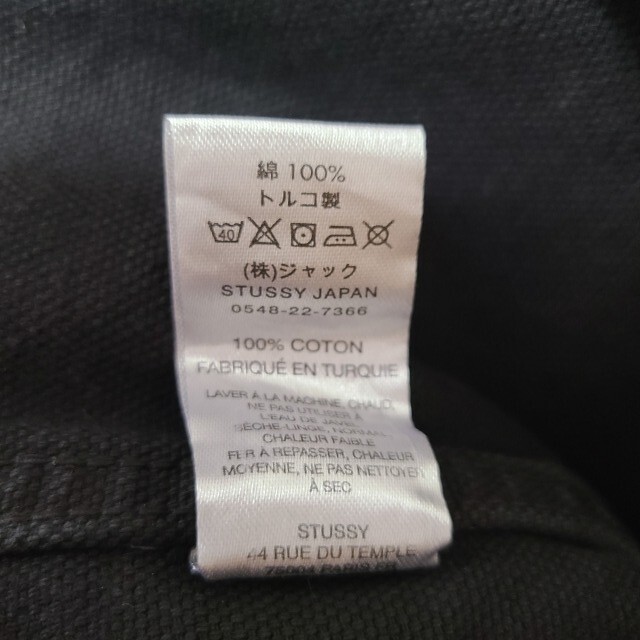 綿 100%
トルコ製
40
(株)ジャック
STUSSY JAPAN
0548-22-7366
100% COTON
FABRIQUÉ EN TURQUIE
LAVER À LA MACHINE, CHAUD,
NE PAS UTILISER À
L'EAU DE JAVEL,
SÈCHE-LINGE, NORMAL,
CHALEUR FAIBLE
FER À REPASSER, CHALEUR
MOYENNE, NE PAS NETTOYER
À SEC
STUSSY
44 RUE DU TEMPLE
PARIS